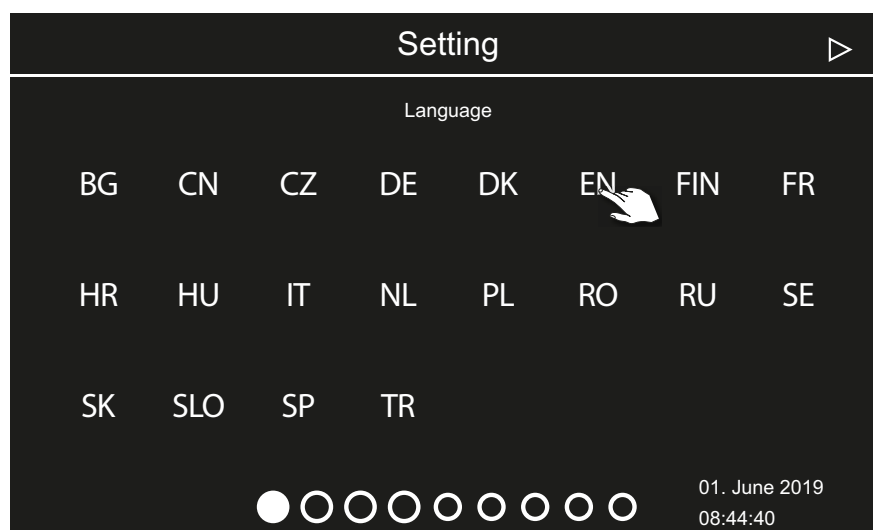 Setting
Language
BG CN CZ DE DK EN FIN FR
HR HU IT NL PL RO RU SE
SK SLO SP TR
01. June 2019
08:44:40